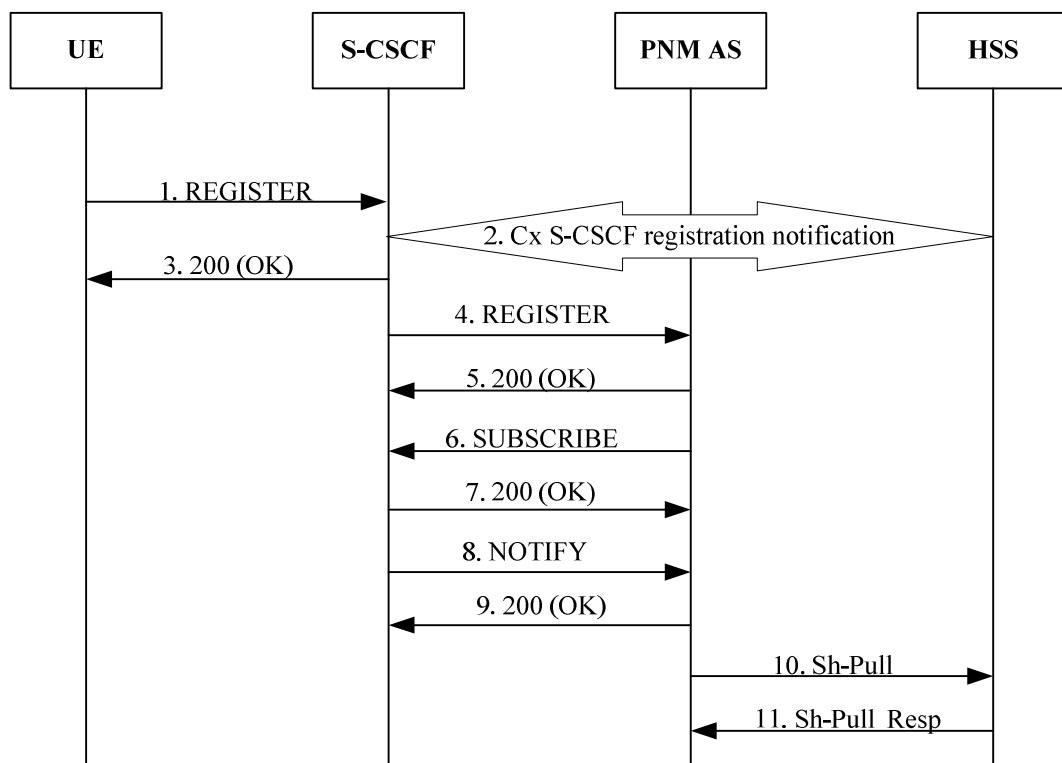 UE
S-CSCF
PNM AS
HSS
1. REGISTER
2. Cx S-CSCF registration notification
3. 200 (OK)
4. REGISTER
5. 200 (OK)
6. SUBSCRIBE
7. 200 (OK)
8. NOTIFY
9. 200 (OK)
10. Sh-Pull
11. Sh-Pull Resp